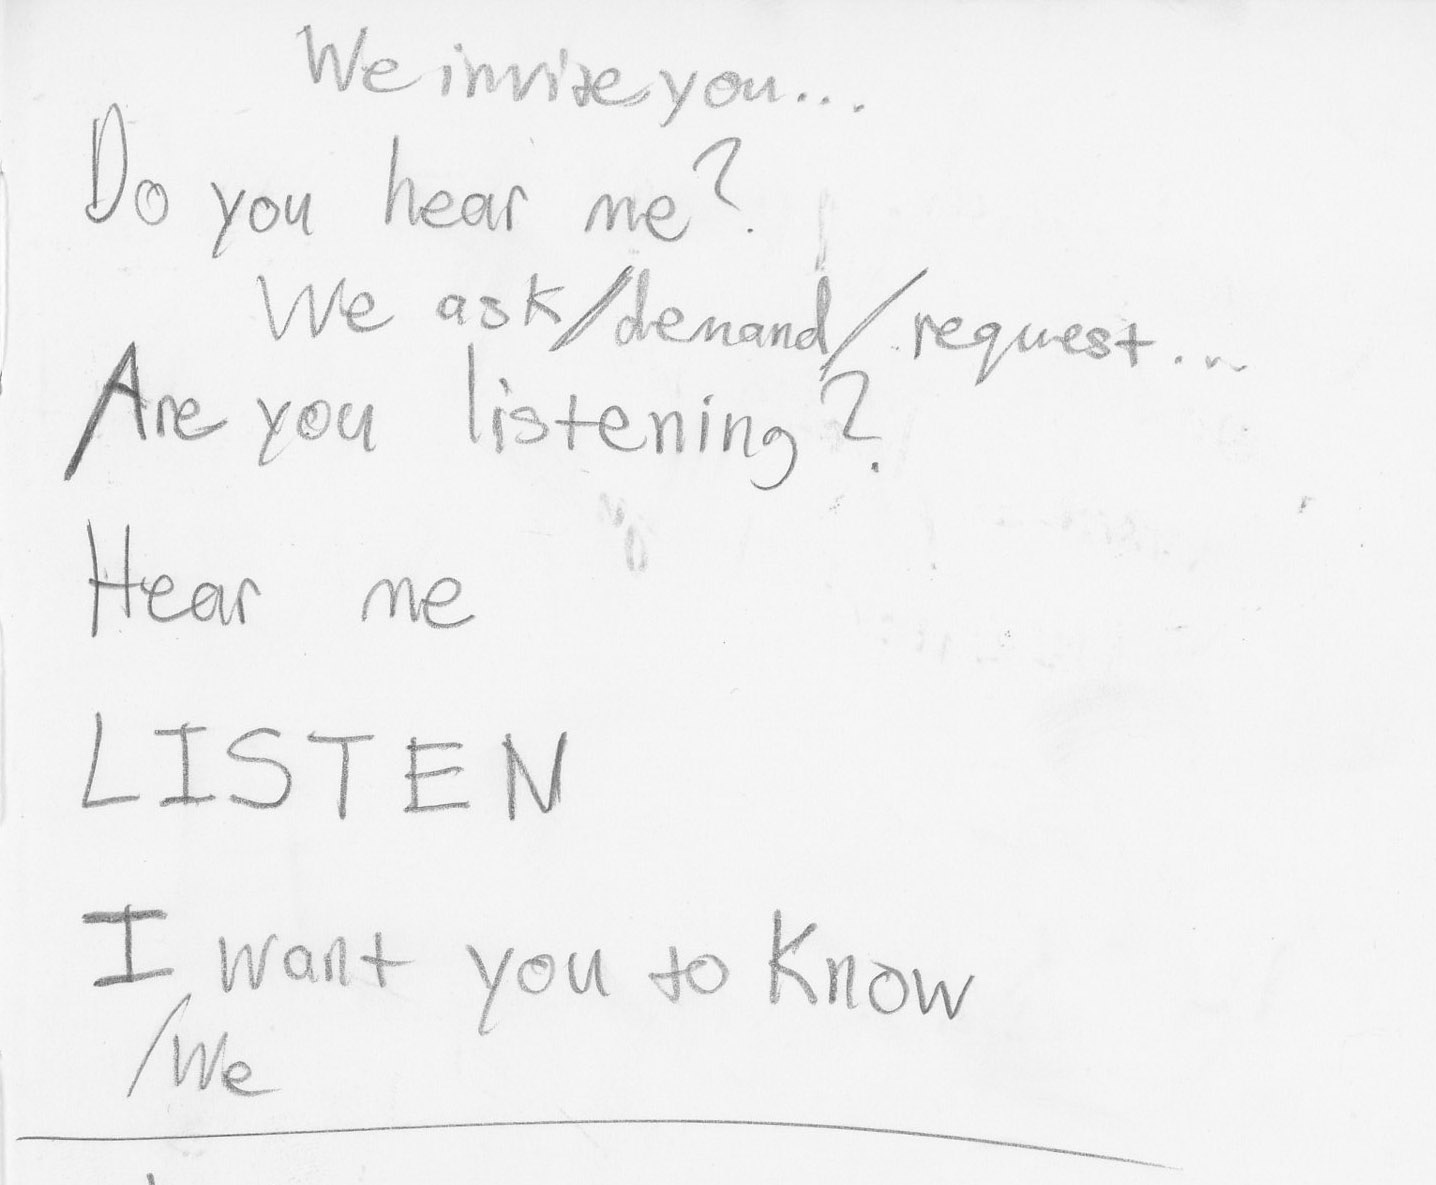 We invite you...
Do you hear me?
We ask/demand/request...
Are you listening?
Hear me
LISTEN
I want you to know
/We